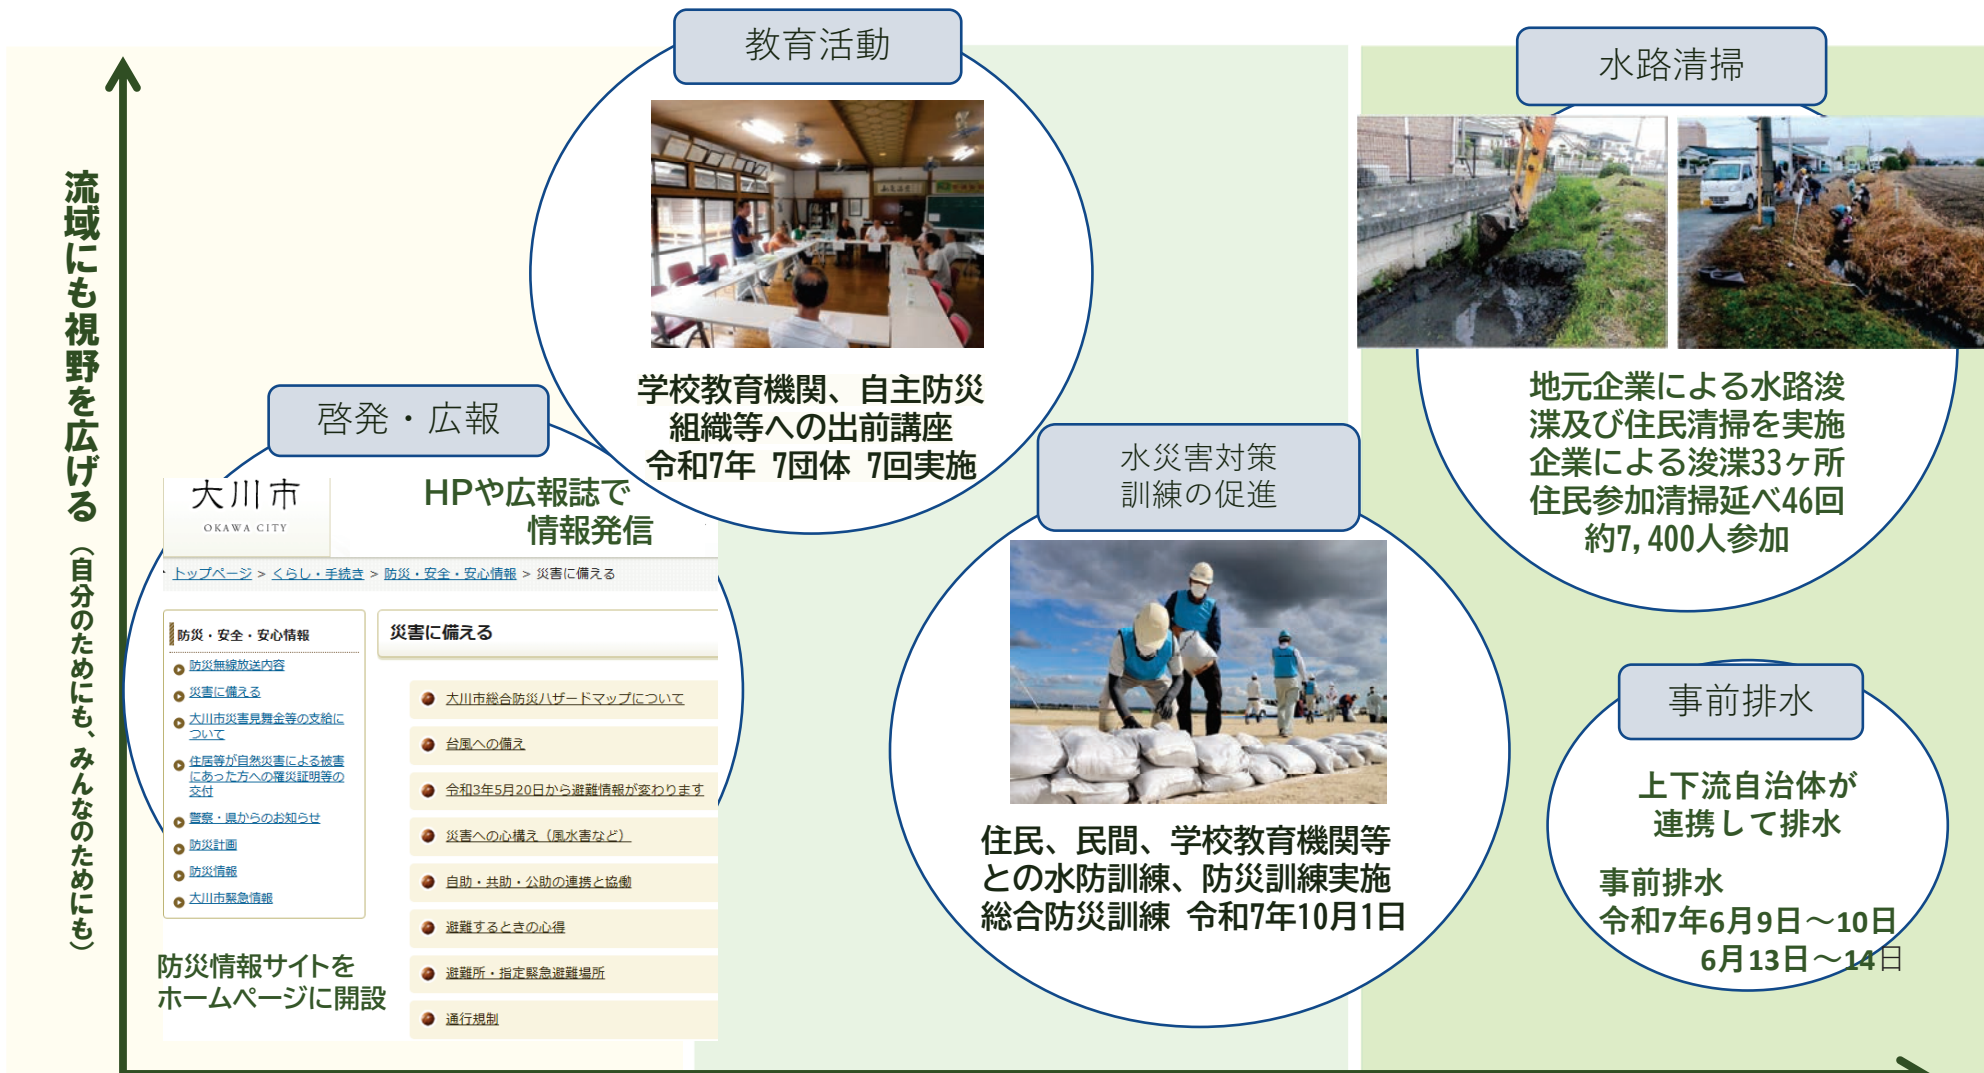 流域にも視野を広げる（自分のためにも、みんなのためにも）
教育活動
学校教育機関、自主防災
組織等への出前講座
令和7年 7団体 7回実施
啓発・広報
大川市
OKAWA CITY
HPや広報誌で
情報発信
トップページ > くらし・手続き > 防災・安全・安心情報 > 災害に備える
防災・安全・安心情報
防災無線放送内容
災害に備える
大川市災害見舞金等の支給に
ついて
住居等が自然災害による被害
にあった方への罹災証明等の
交付
警察・県からのお知らせ
防災計画
防災情報
大川市緊急情報
災害に備える
大川市総合防災ハザードマップについて
台風への備え
令和3年5月20日から避難情報が変わります
災害への心構え（風水害など）
自助・共助・公助の連携と協働
避難するときの心得
避難所・指定緊急避難場所
通行規制
防災情報サイトを
ホームページに開設
水災害対策
訓練の促進
住民、民間、学校教育機関等
との水防訓練、防災訓練実施
総合防災訓練 令和7年10月1日
水路清掃
地元企業による水路浚
渫及び住民清掃を実施
企業による浚渫33ヶ所
住民参加清掃延べ46回
約7,400人参加
事前排水
上下流自治体が
連携して排水
事前排水
令和7年6月9日～10日
6月13日～14日